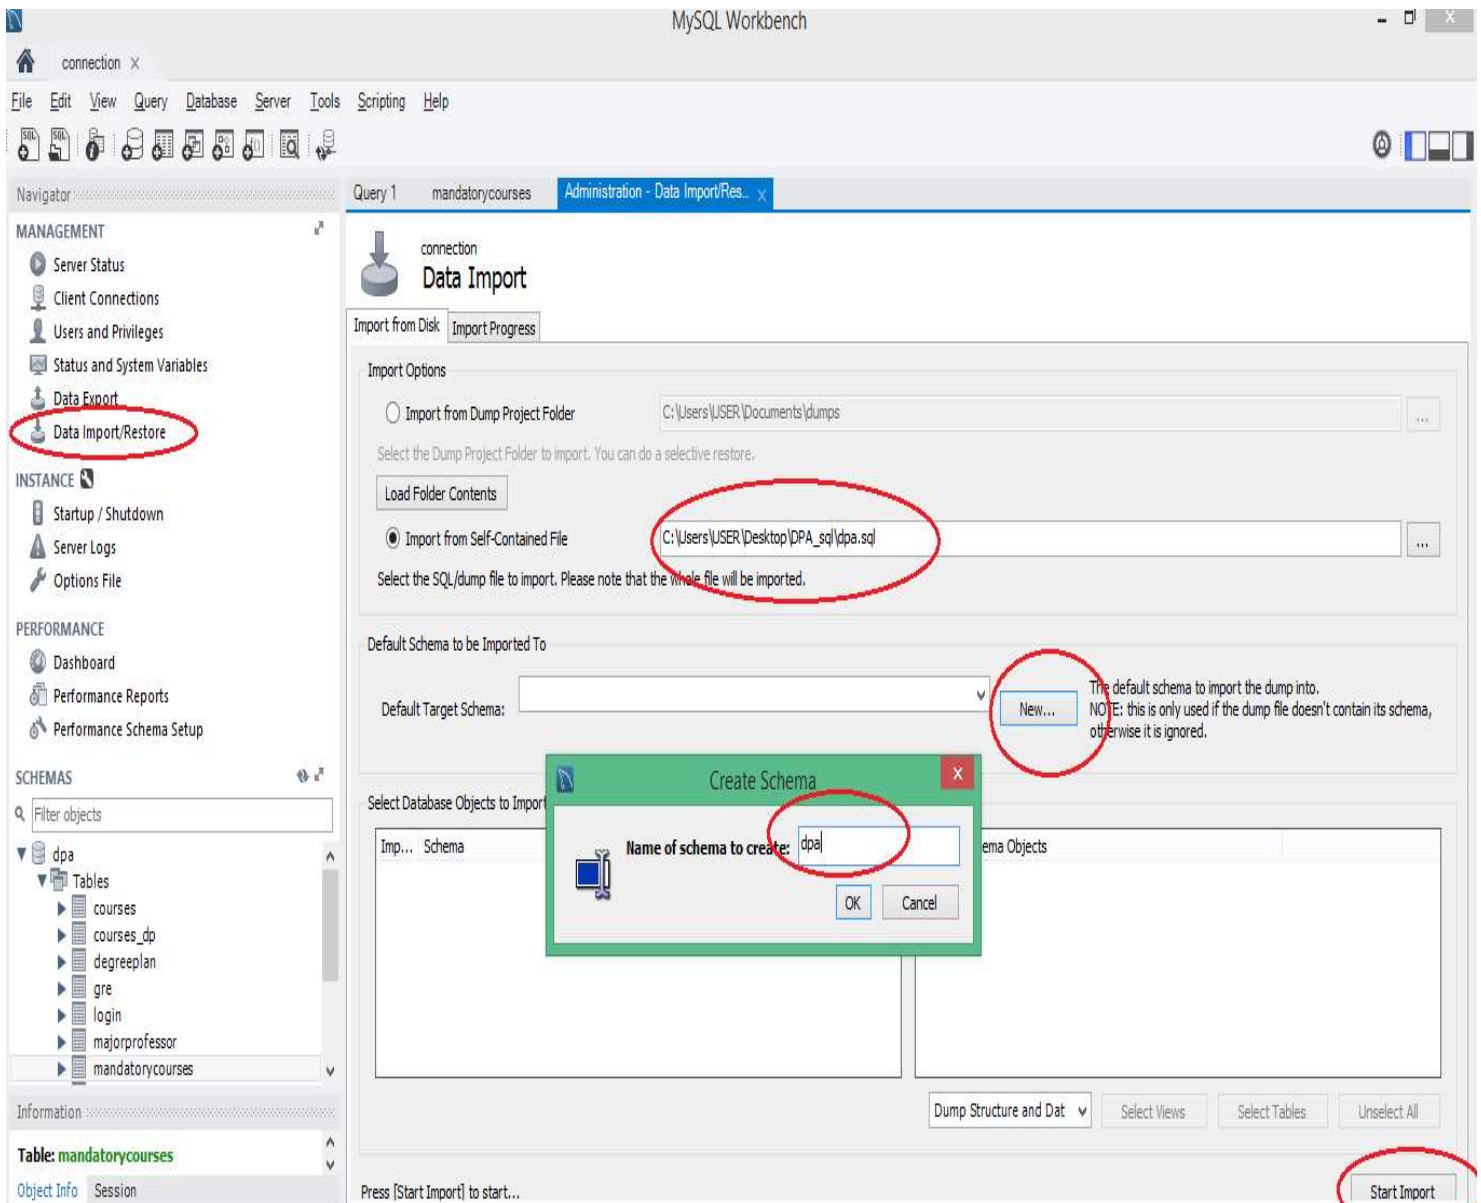 MySQL Workbench
connection
File Edit View Query Database Server Tools Scripting Help
Navigator
MANAGEMENT
Server Status
Client Connections
Users and Privileges
Status and System Variables
Data Export
Data Import/Restore
INSTANCE
Startup / Shutdown
Server Logs
Options File
PERFORMANCE
Dashboard
Performance Reports
Performance Schema Setup
SCHEMAS
Filter objects
dpa
Tables
courses
courses_dp
degreeplan
gre
login
majorprofessor
mandatorycourses
Information
Table: mandatorycourses
Object Info Session
Query 1 mandatorycourses Administration - Data Import/Res...
connection
Data Import
Import from Disk Import Progress
Import Options
Import from Dump Project Folder C:\Users\USER\Documents\dumps ...
Select the Dump Project Folder to import. You can do a selective restore.
Load Folder Contents
Import from Self-Contained File C:\Users\USER\Desktop\DPA_sql\dpa.sql ...
Select the SQL/dump file to import. Please note that the whole file will be imported.
Default Schema to be Imported To
Default Target Schema: New...
The default schema to import the dump into.
NOTE: this is only used if the dump file doesn't contain its schema,
otherwise it is ignored.
Create Schema X
Name of schema to create: dpa
OK Cancel
Select Database Objects to Import
Imp... Schema ema Objects
Dump Structure and Dat Select Views Select Tables Unselect All
Press [Start Import] to start... Start Import